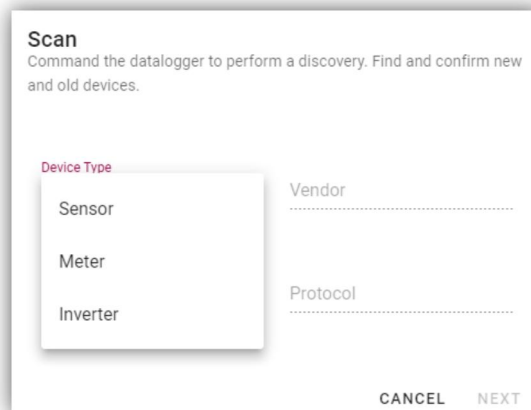 Scan
Command the datalogger to perform a discovery. Find and confirm new
and old devices.
Device Type
Sensor
Meter
Inverter
Vendor
Protocol
CANCEL
NEXT